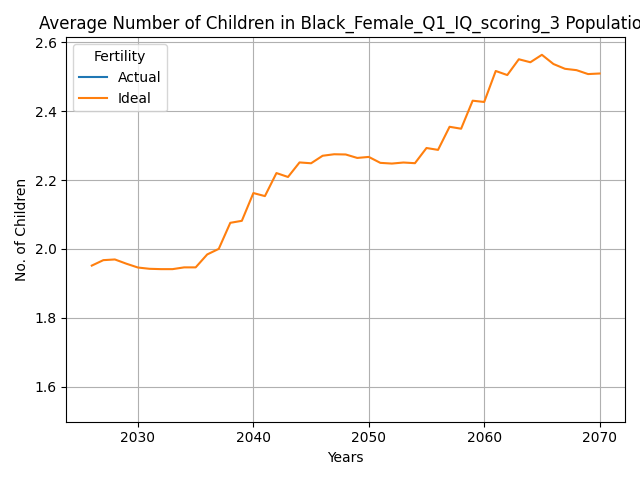 Average Number of Children in Black_Female_Q1_IQ_scoring_3 Populatio
No. of Children
2.6
2.4
2.2
2.0
1.8
1.6
Fertility
Actual
Ideal
2030 2040 2050 2060 2070
Years